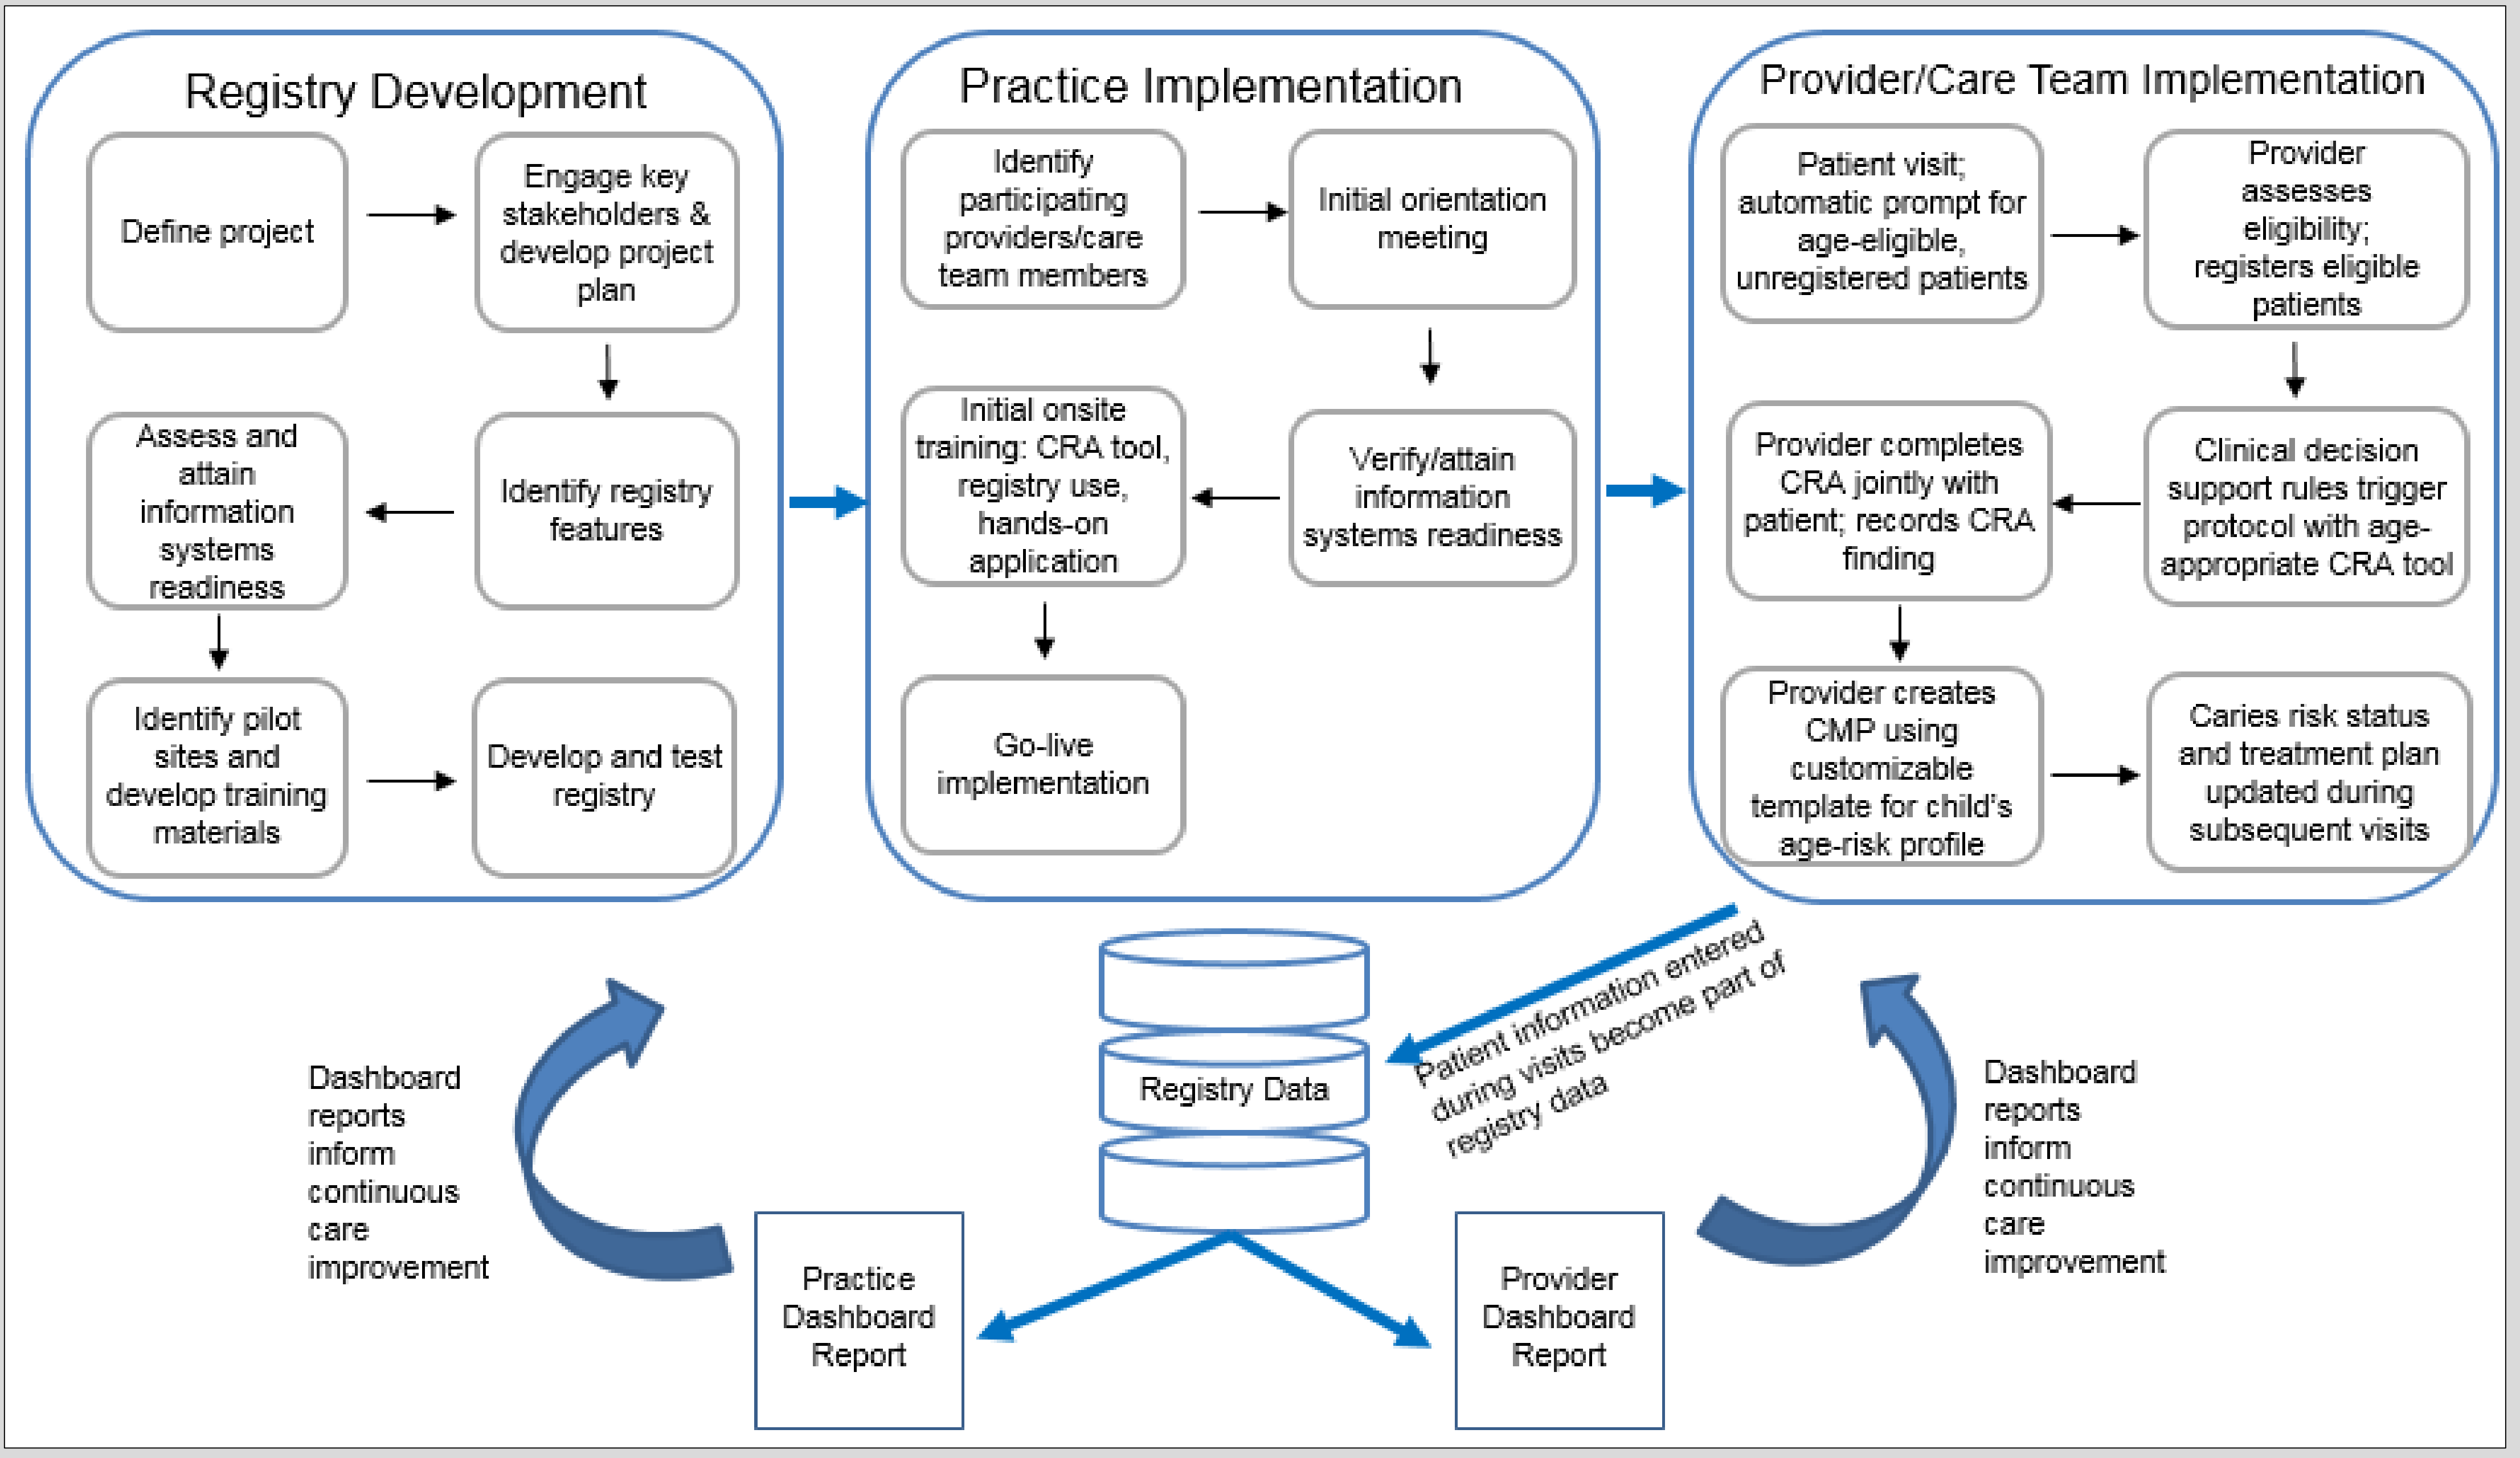 Registry Development
Define project
Engage key
stakeholders &
develop project
plan
Identify registry
features
Assess and
attain
information
systems
readiness
Identify pilot
sites and
develop training
materials
Develop and test
registry
Practice Implementation
Identify
participating
providers/care
team members
Initial orientation
meeting
Verify/attain
information
systems readiness
Initial onsite
training: CRA tool,
registry use,
hands-on
application
Go-live
implementation
Provider/Care Team Implementation
Patient visit;
automatic prompt for
age-eligible,
unregistered patients
Provider
assesses
eligibility;
registers eligible
patients
Clinical decision
support rules trigger
protocol with age-
appropriate CRA tool
Provider completes
CRA jointly with
patient; records CRA
finding
Provider creates
CMP using
customizable
template for child's
age-risk profile
Caries risk status
and treatment plan
updated during
subsequent visits
Patient information entered
during visits become part of
registry data
Registry Data
Dashboard
reports
inform
continuous
care
improvement
Practice
Dashboard
Report
Provider
Dashboard
Report
Dashboard
reports
inform
continuous
care
improvement